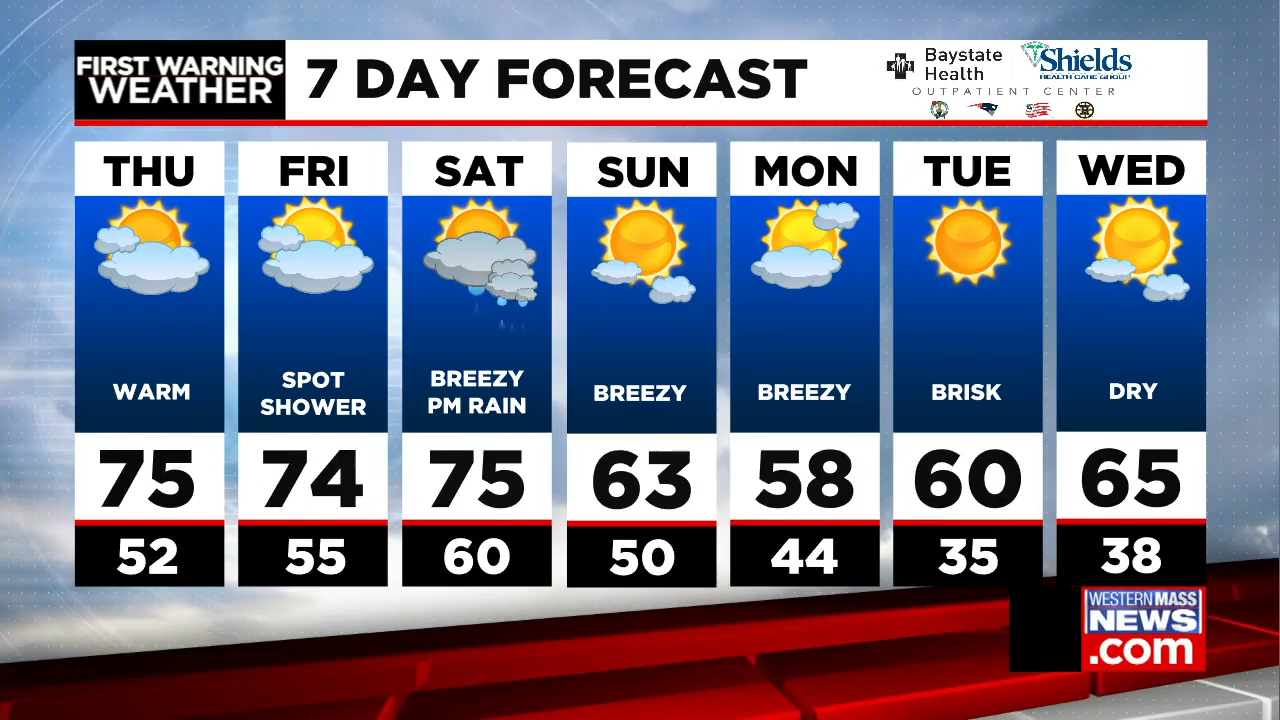 FIRST WARNING
WEATHER
7 DAY FORECAST
Baystate
Health
Shields
HEALTH CARE GROUP
OUTPATIENT CENTER
THU
FRI
SAT
SUN
MON
TUE
WED
WARM
SPOT
SHOWER
BREEZY
PM RAIN
BREEZY
BREEZY
BRISK
DRY
75
74
75
63
58
60
65
52
55
60
50
44
35
38
WESTERN MASS
NEWS
.com